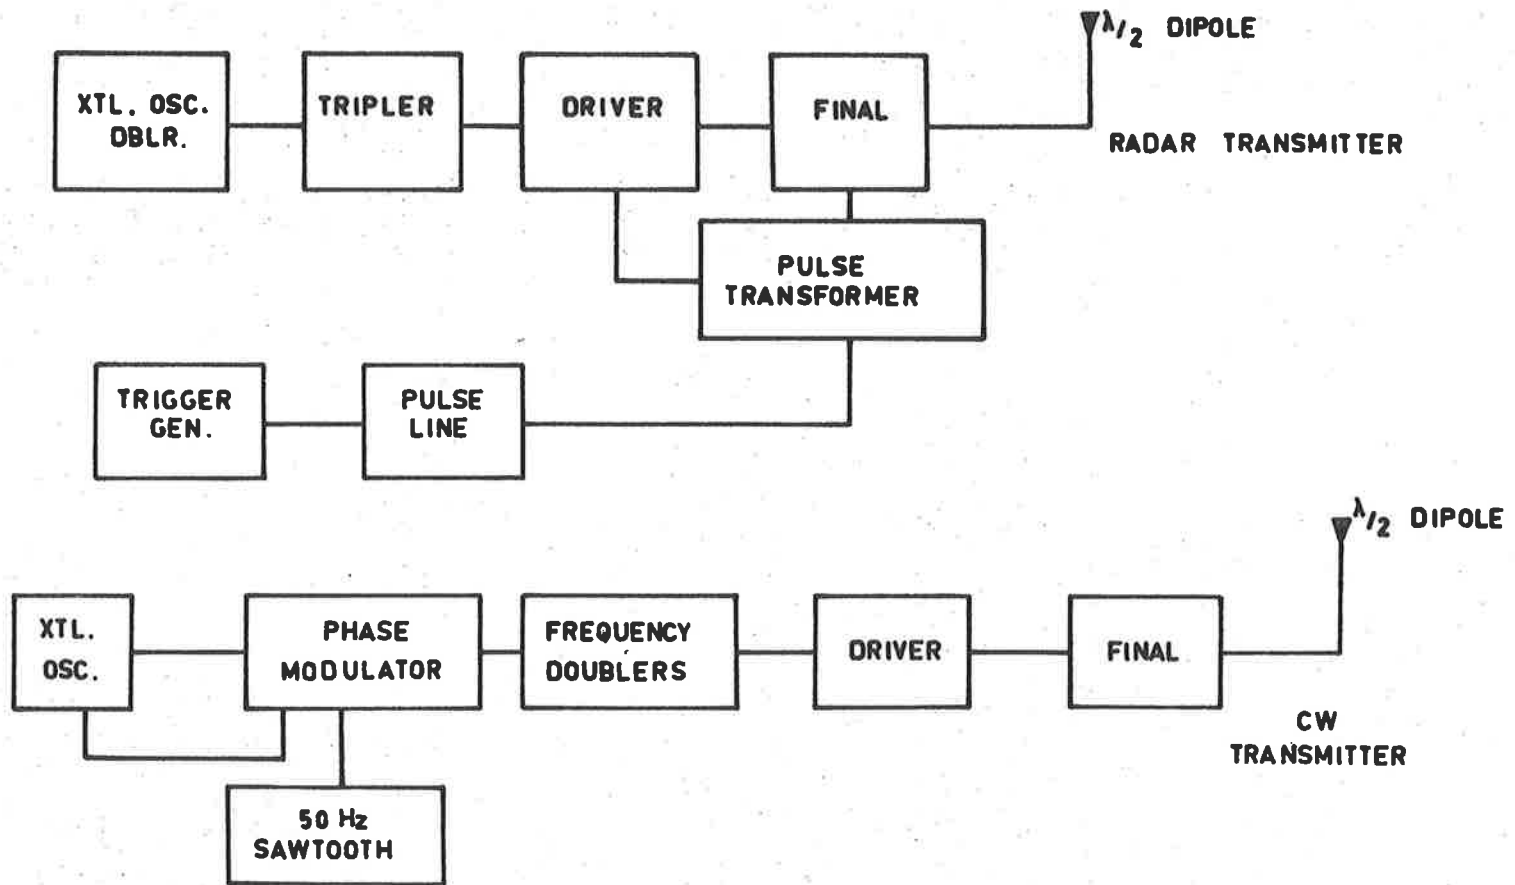 λ/2 DIPOLE
XTL. OSC.
DBLR.
TRIPLER
DRIVER
FINAL
RADAR TRANSMITTER
PULSE
TRANSFORMER
TRIGGER
GEN.
PULSE
LINE
λ/2 DIPOLE
XTL.
OSC.
PHASE
MODULATOR
FREQUENCY
DOUBLERS
DRIVER
FINAL
CW
TRANSMITTER
50 Hz
SAWTOOTH